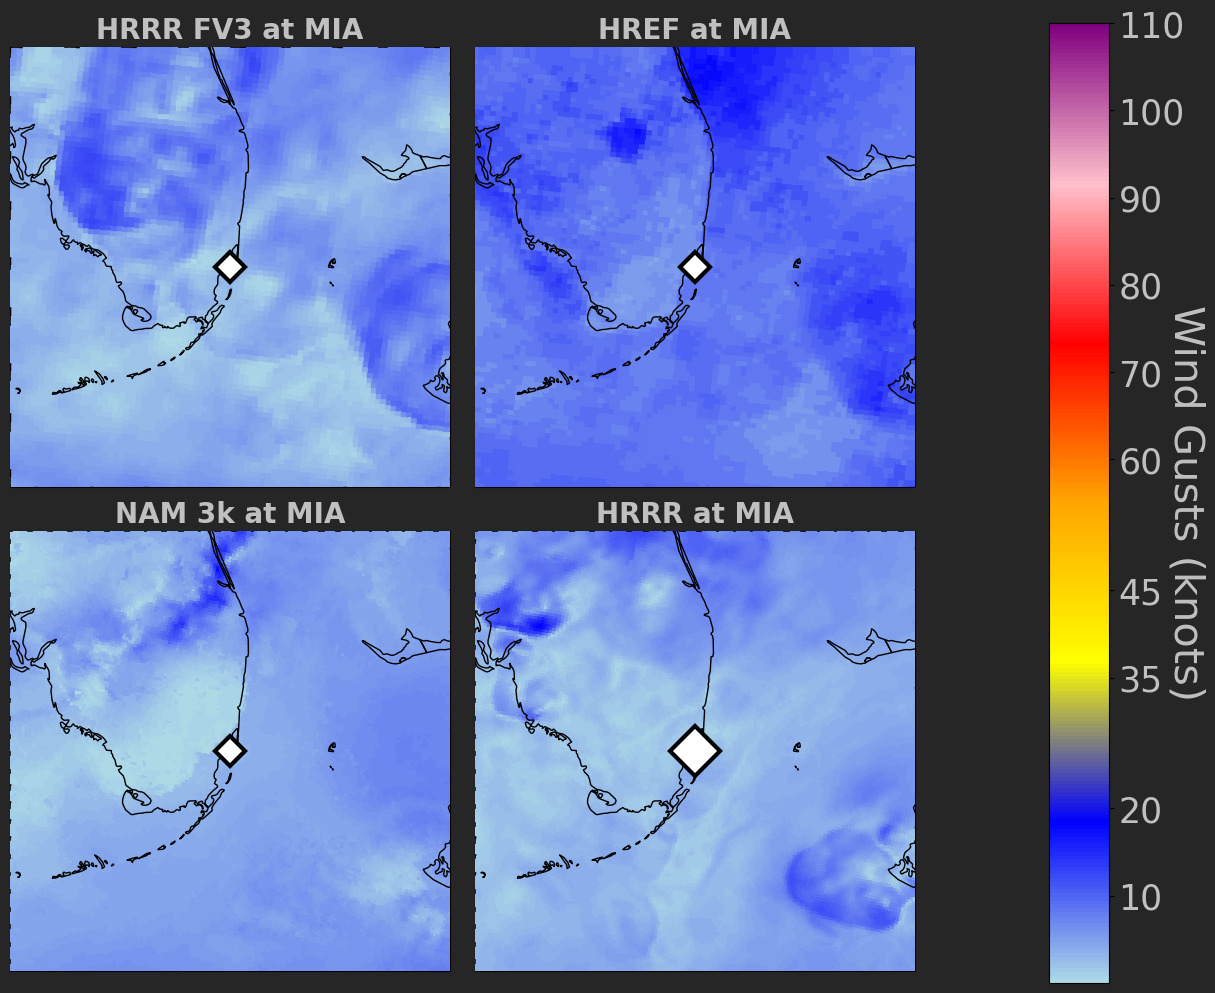 HRRR FV3 at MIA
HREF at MIA
NAM 3k at MIA
HRRR at MIA
110
100
90
80
70
60
45
35
20
10
Wind Gusts (knots)